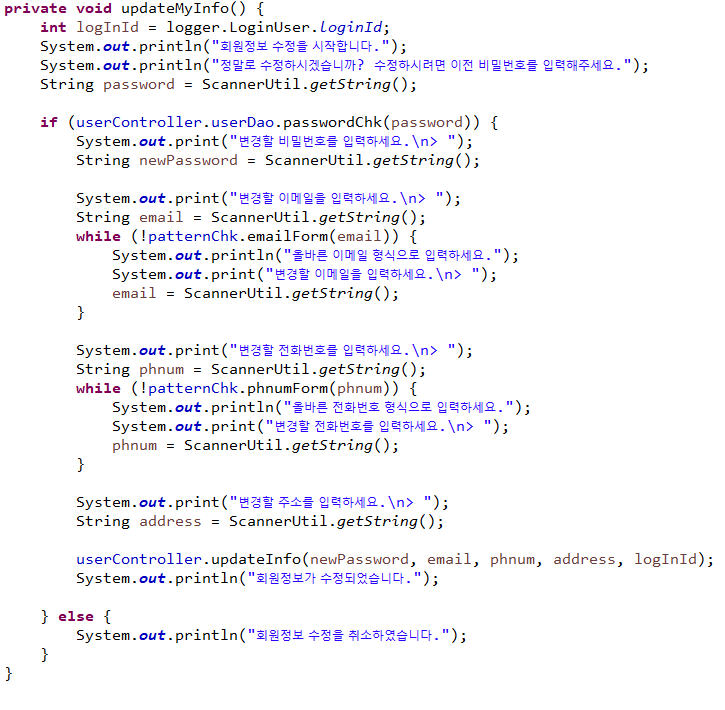 private void updateMyInfo() {
    int logInId = logger.LoginUser.loginId;
    System.out.println("회원정보 수정을 시작합니다.");
    System.out.println("정말로 수정하시겠습니까? 수정하시려면 이전 비밀번호를 입력해주세요.");
    String password = ScannerUtil.getString();

    if (userController.userDao.passwordChk(password)) {
        System.out.print("변경할 비밀번호를 입력하세요.\n> ");
        String newPassword = ScannerUtil.getString();

        System.out.print("변경할 이메일을 입력하세요.\n> ");
        String email = ScannerUtil.getString();
        while (!patternChk.emailForm(email)) {
            System.out.println("올바른 이메일 형식으로 입력하세요.");
            System.out.print("변경할 이메일을 입력하세요.\n> ");
            email = ScannerUtil.getString();
        }

        System.out.print("변경할 전화번호를 입력하세요.\n> ");
        String phnum = ScannerUtil.getString();
        while (!patternChk.phnumForm(phnum)) {
            System.out.println("올바른 전화번호 형식으로 입력하세요.");
            System.out.print("변경할 전화번호를 입력하세요.\n> ");
            phnum = ScannerUtil.getString();
        }

        System.out.print("변경할 주소를 입력하세요.\n> ");
        String address = ScannerUtil.getString();

        userController.updateInfo(newPassword, email, phnum, address, logInId);
        System.out.println("회원정보가 수정되었습니다.");

    } else {
        System.out.println("회원정보 수정을 취소하였습니다.");
    }
}